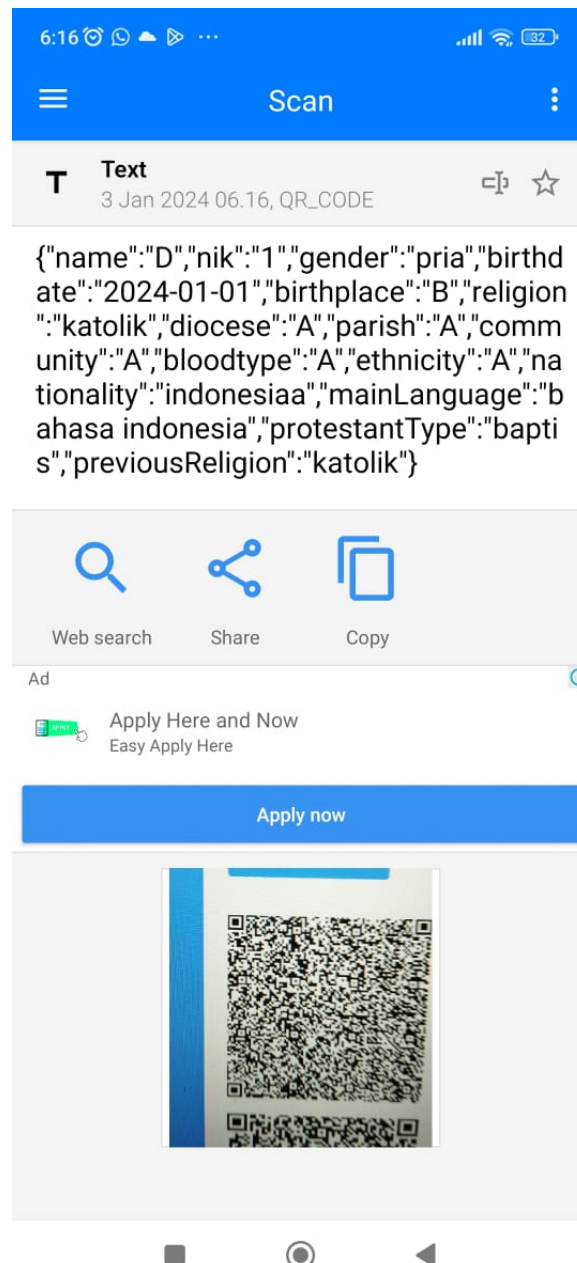 6:16 ...
32
Scan
T
Text
3 Jan 2024 06.16, QR_CODE
{"name":"D","nik":"1","gender":"pria","birthd
ate":"2024-01-01","birthplace":"B","religion
":"katolik","diocese":"A","parish":"A","comm
unity":"A","bloodtype":"A","ethnicity":"A","na
tionality":"indonesiaa","mainLanguage":"b
ahasa indonesia","protestantType":"bapti
s","previousReligion":"katolik"}
Web search Share Copy
Ad
Apply Here and Now
Easy Apply Here
Apply now